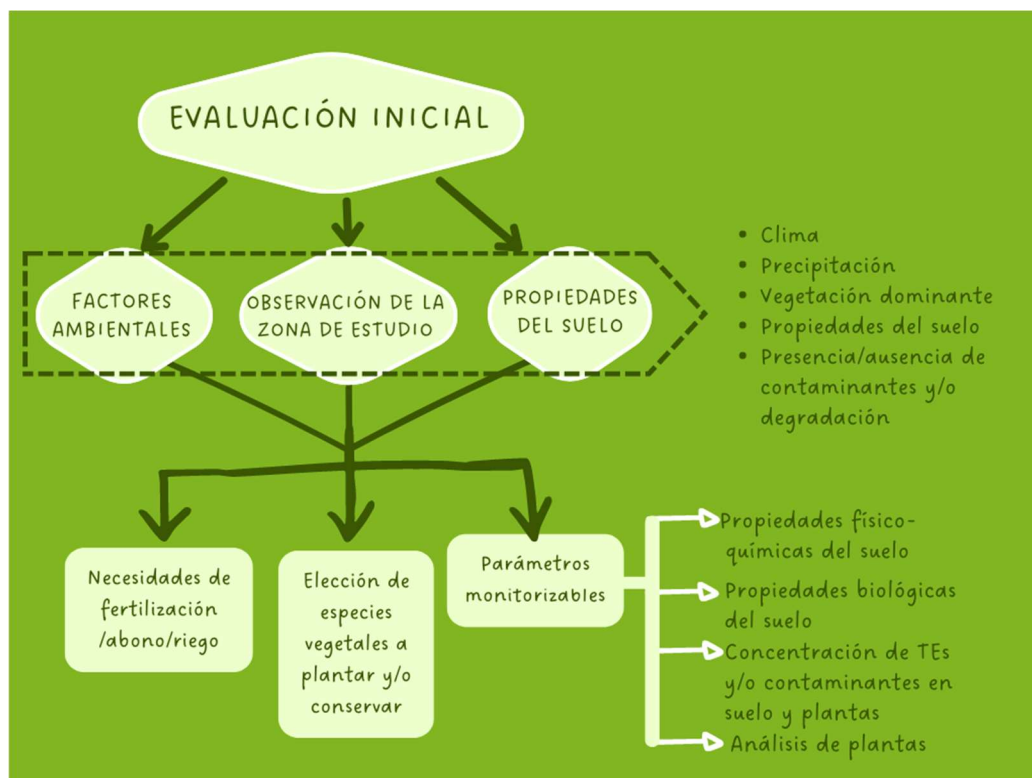 EVALUACIÓN INICIAL
FACTORES
AMBIENTALES
OBSERVACIÓN DE LA
ZONA DE ESTUDIO
PROPIEDADES
DEL SUELO
• Clima
• Precipitación
• Vegetación dominante
• Propiedades del suelo
• Presencia/ausencia de
contaminantes y/o
degradación
Necesidades de
fertilización
/abono/riego
Elección de
especies
vegetales a
plantar y/o
conservar
Parámetros
monitorizables
Propiedades físico-
químicas del suelo
Propiedades biológicas
del suelo
Concentración de TEs
y/o contaminantes en
suelo y plantas
Análisis de plantas